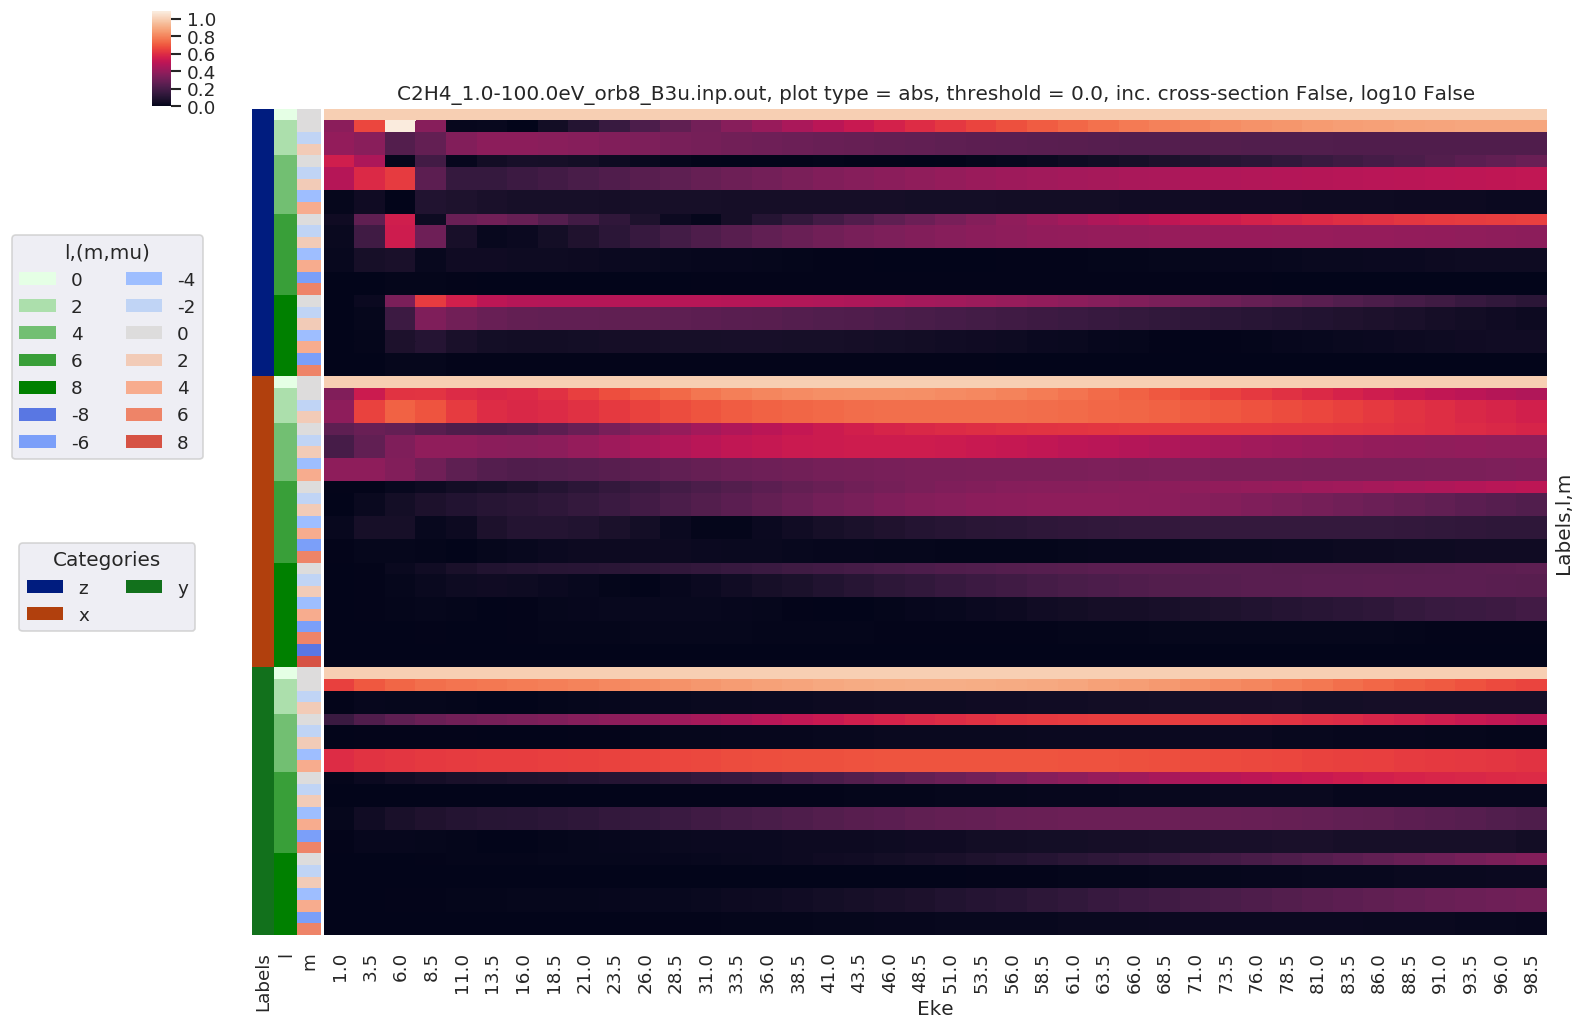 1.0
0.8
0.6
0.4
0.2
0.0
C2H4_1.0-100.0eV_orb8_B3u.inp.out, plot type = abs, threshold = 0.0, inc. cross-section False, log10 False
l,(m,mu)
0 -4
2 -2
4 0
6 2
8 4
-8 6
-6 8
Categories
z y
x
Labels,l,m
Labels l m 1.0 3.5 6.0 8.5 11.0 13.5 16.0 18.5 21.0 23.5 26.0 28.5 31.0 33.5 36.0 38.5 41.0 43.5 46.0 48.5 51.0 53.5 56.0 58.5 61.0 63.5 66.0 68.5 71.0 73.5 76.0 78.5 81.0 83.5 86.0 88.5 91.0 93.5 96.0 98.5
Eke